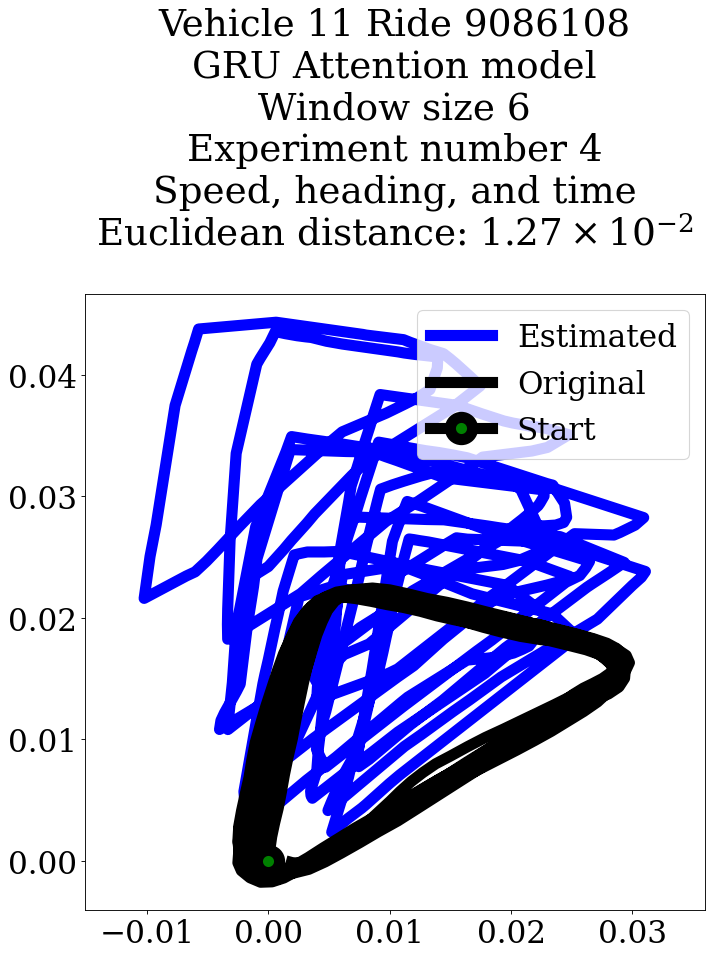 Vehicle 11 Ride 9086108
GRU Attention model
Window size 6
Experiment number 4
Speed, heading, and time
Euclidean distance: 1.27 × 10⁻²
Estimated
Original
Start
0.04
0.03
0.02
0.01
0.00
−0.01 0.00 0.01 0.02 0.03